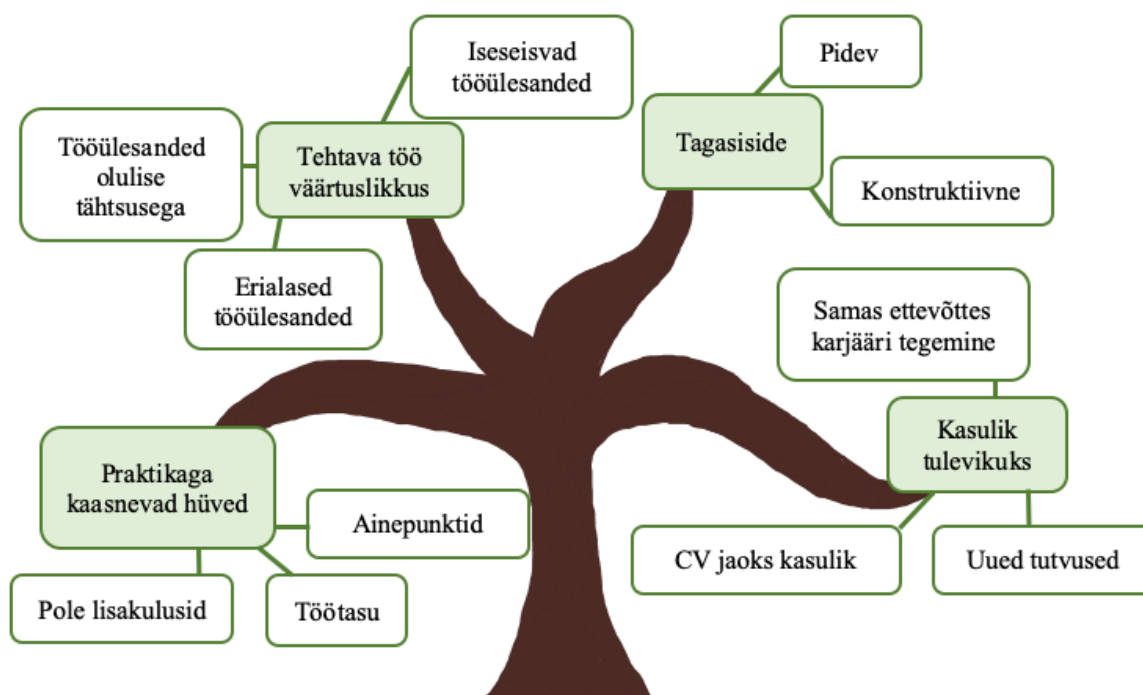 Iseseisvad
tööülesanded
Pidev
Tööülesanded
olulise
tähtsusega
Tehtava töö
väärtuslikkus
Tagasiside
Konstruktiivne
Erialased
tööülesanded
Samas ettevõttes
karjääri tegemine
Kasulik
tulevikuks
Praktikaga
kaasnevad hüved
Ainepunktid
CV jaoks kasulik
Uued tutvused
Pole lisakulusid
Töötasu